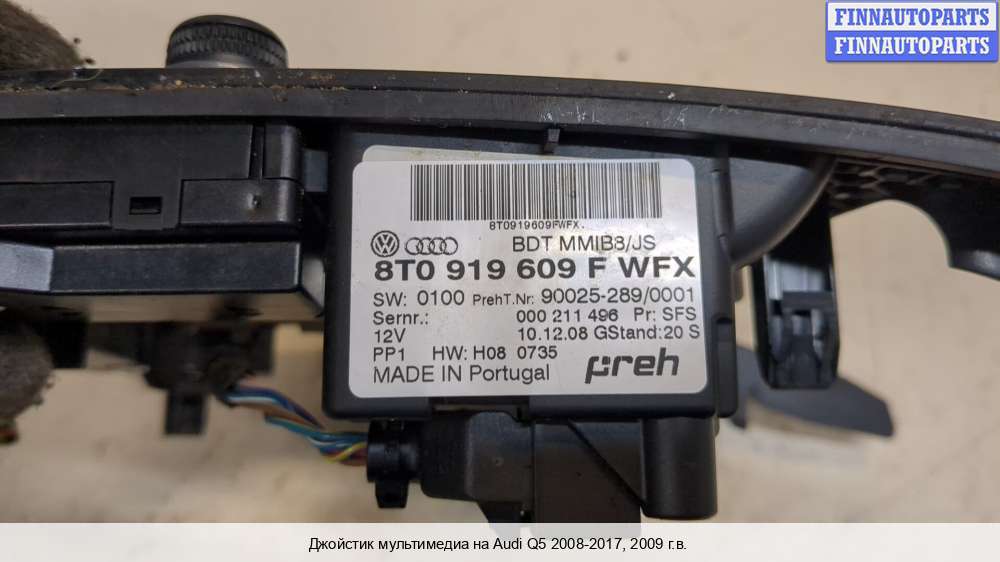 FINNAUTOPARTS
FINNAUTOPARTS
8T0919609FWFX.
BDT MMIB8/JS
8T0 919 609 F WFX
SW: 0100 PrehT.Nr: 90025-289/0001
Sernr.: 000 211 496 Pr: SFS
12V 10.12.08 GStand:20 S
PP1 HW: H08 0735
MADE IN Portugal preh
Джойстик мультимедиа на Audi Q5 2008-2017, 2009 г.в.